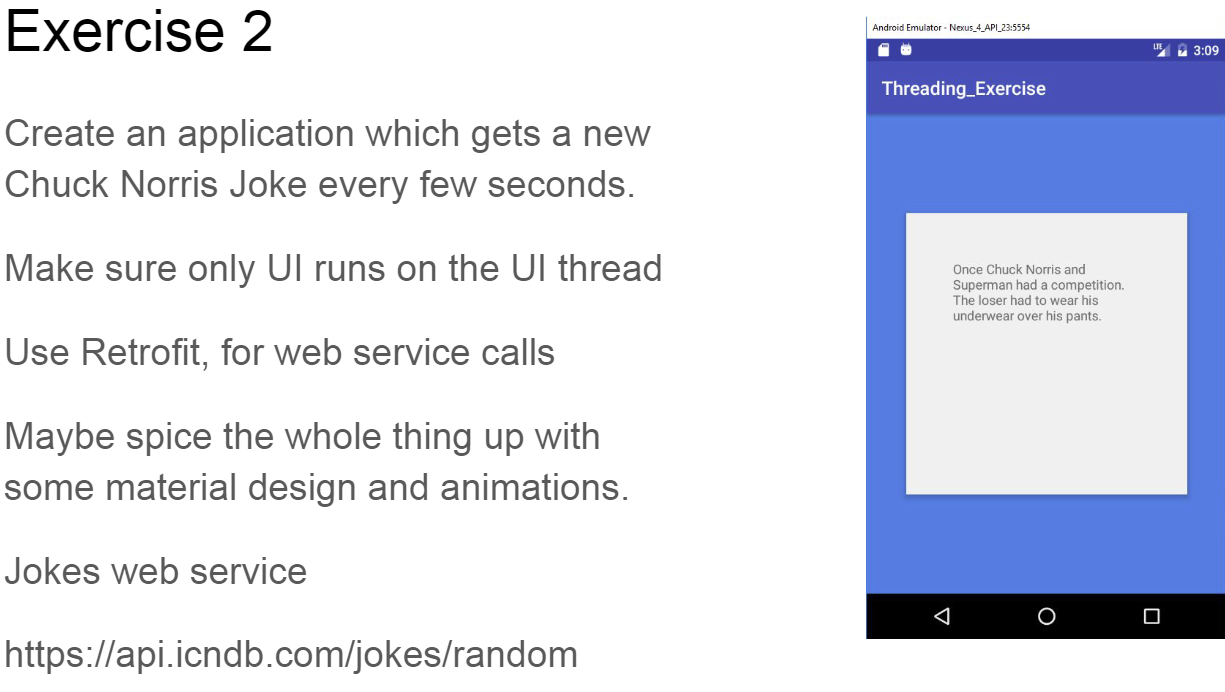 Exercise 2
Create an application which gets a new
Chuck Norris Joke every few seconds.
Make sure only UI runs on the UI thread
Use Retrofit, for web service calls
Maybe spice the whole thing up with
some material design and animations.
Jokes web service
https://api.icndb.com/jokes/random
Android Emulator - Nexus_4_API_23:5554
LTE 3:09
Threading_Exercise
Once Chuck Norris and
Superman had a competition.
The loser had to wear his
underwear over his pants.